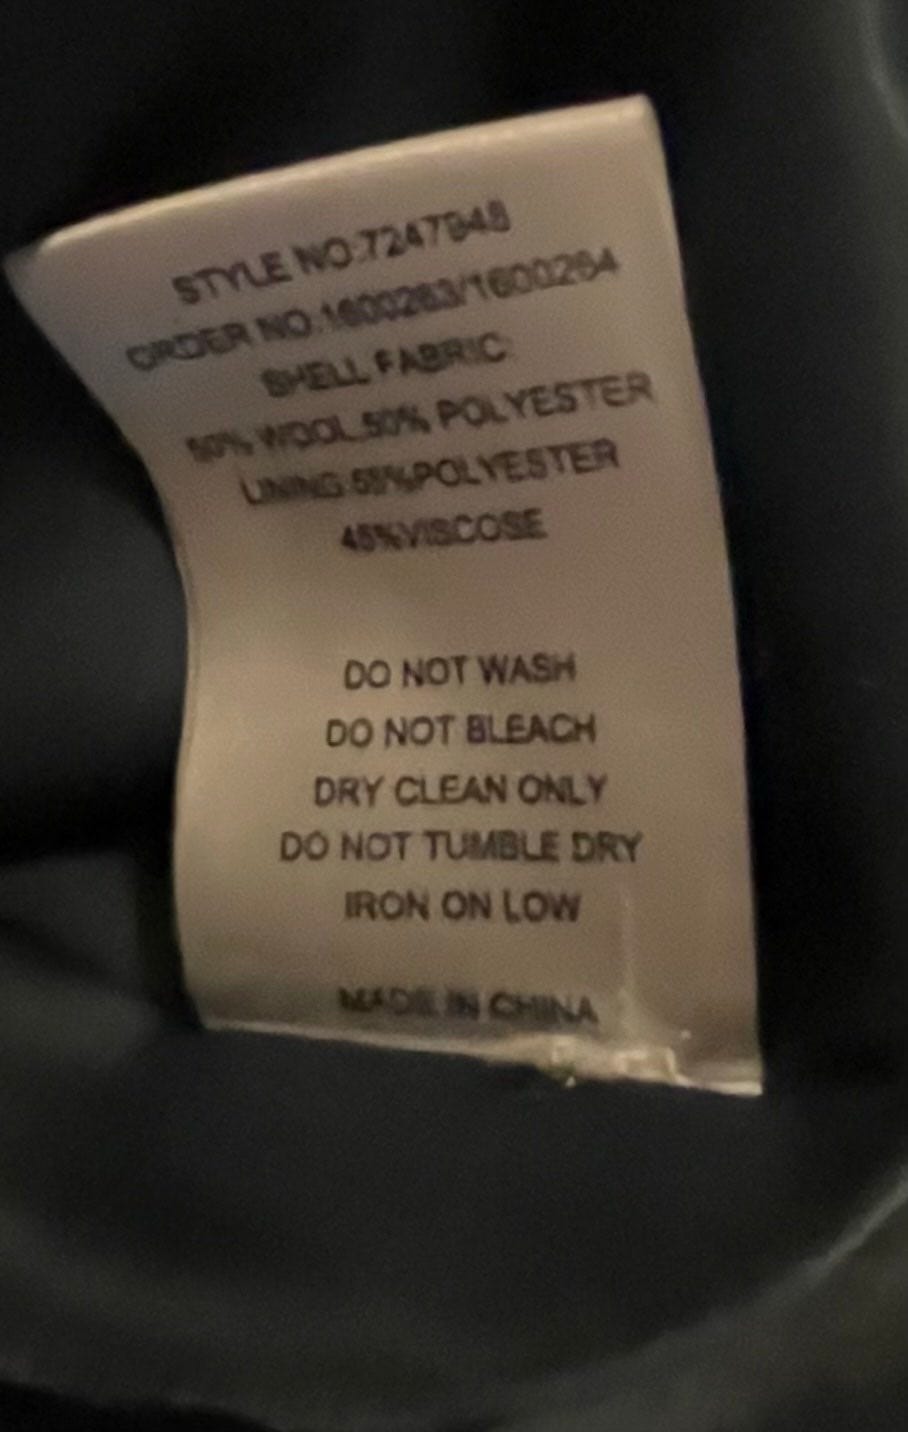 STYLE NO:7247948
ORDER NO:1600263/1600264
SHELL FABRIC:
50% WOOL,50% POLYESTER
LINING:55%POLYESTER
45%VISCOSE
DO NOT WASH
DO NOT BLEACH
DRY CLEAN ONLY
DO NOT TUMBLE DRY
IRON ON LOW
MADE IN CHINA